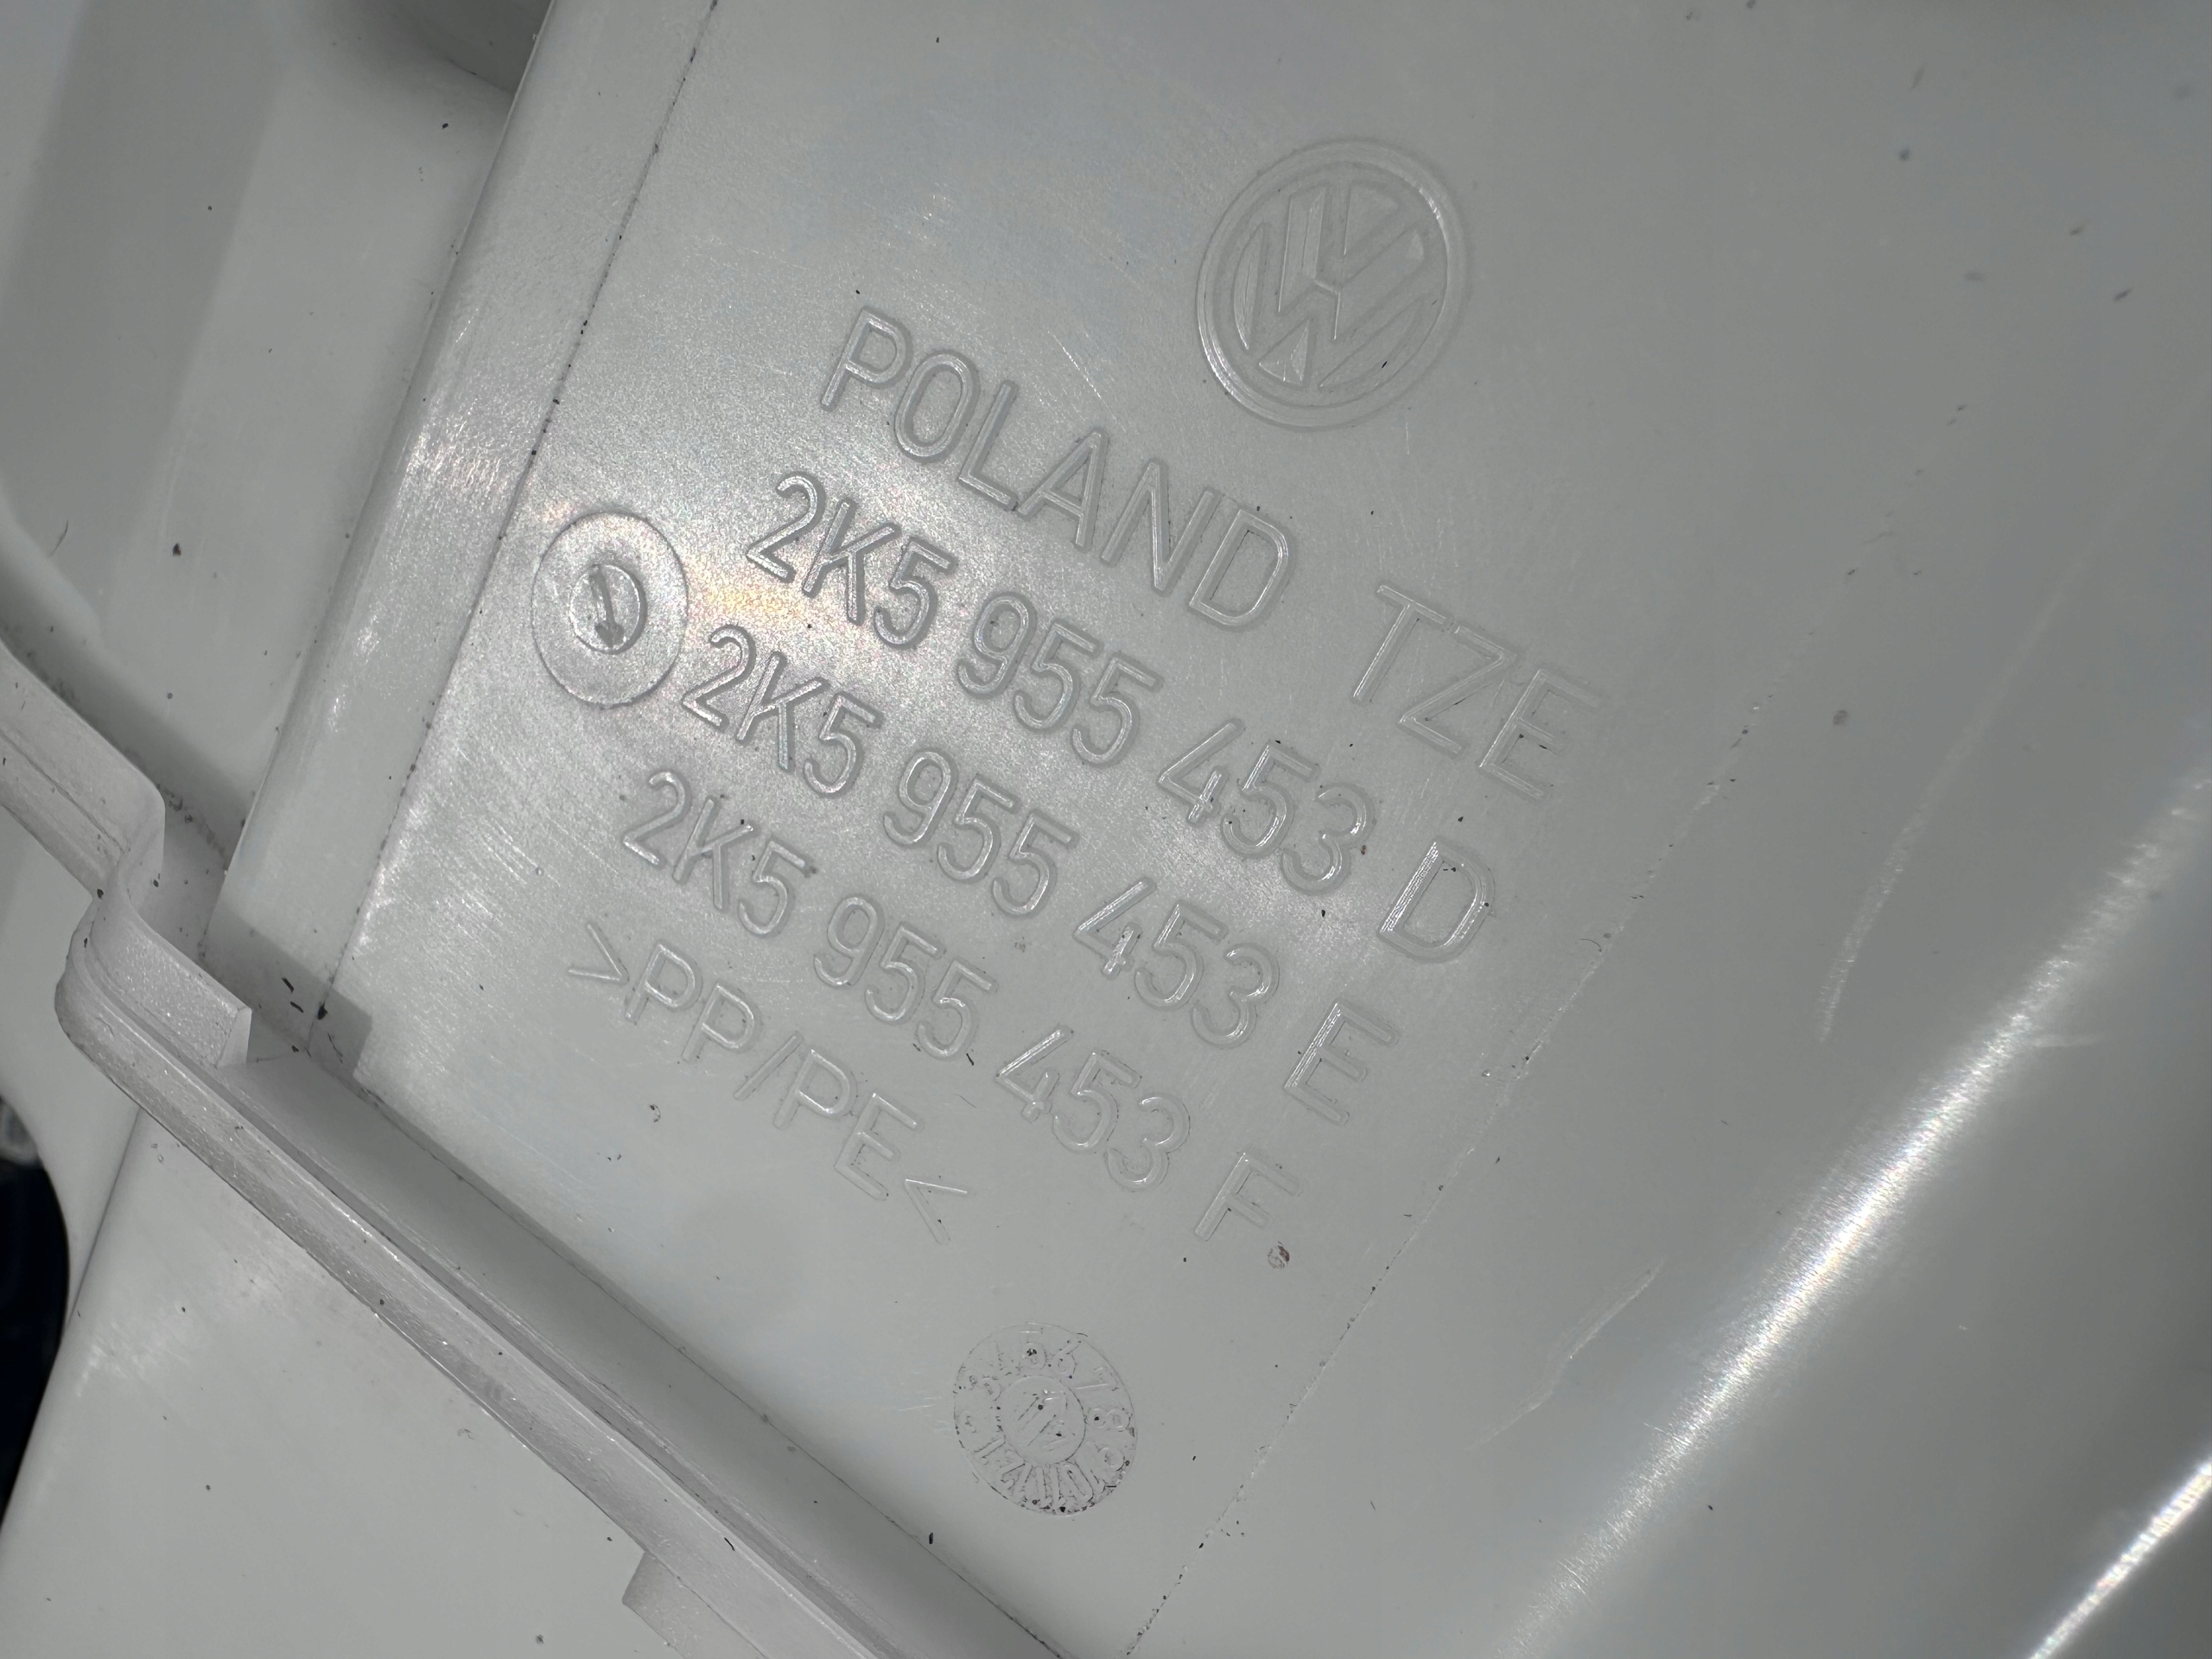 POLAND TZE
2K5 955 453 D
2K5 955 453 E
2K5 955 453 F
>PP/PE<